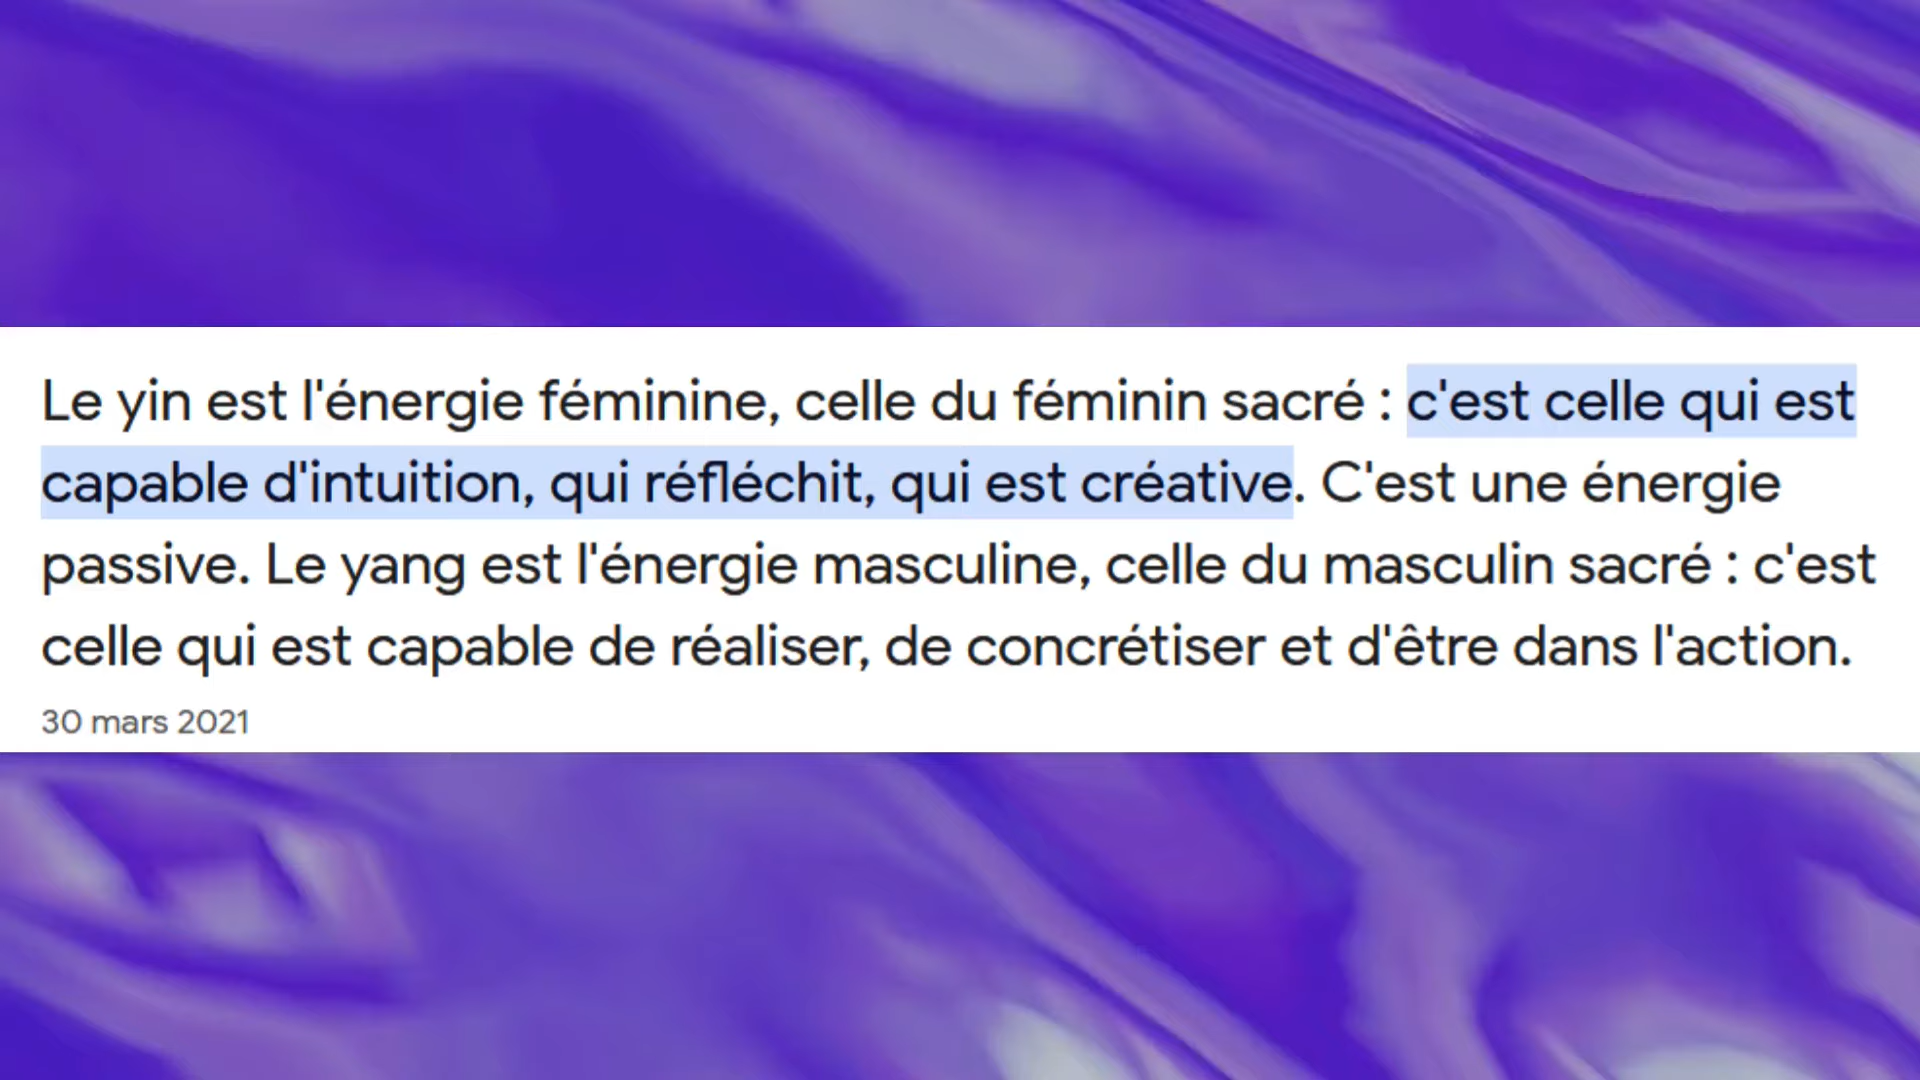 Le yin est l'énergie féminine, celle du féminin sacré : c'est celle qui est
capable d'intuition, qui réfléchit, qui est créative. C'est une énergie
passive. Le yang est l'énergie masculine, celle du masculin sacré : c'est
celle qui est capable de réaliser, de concrétiser et d'être dans l'action.
30 mars 2021